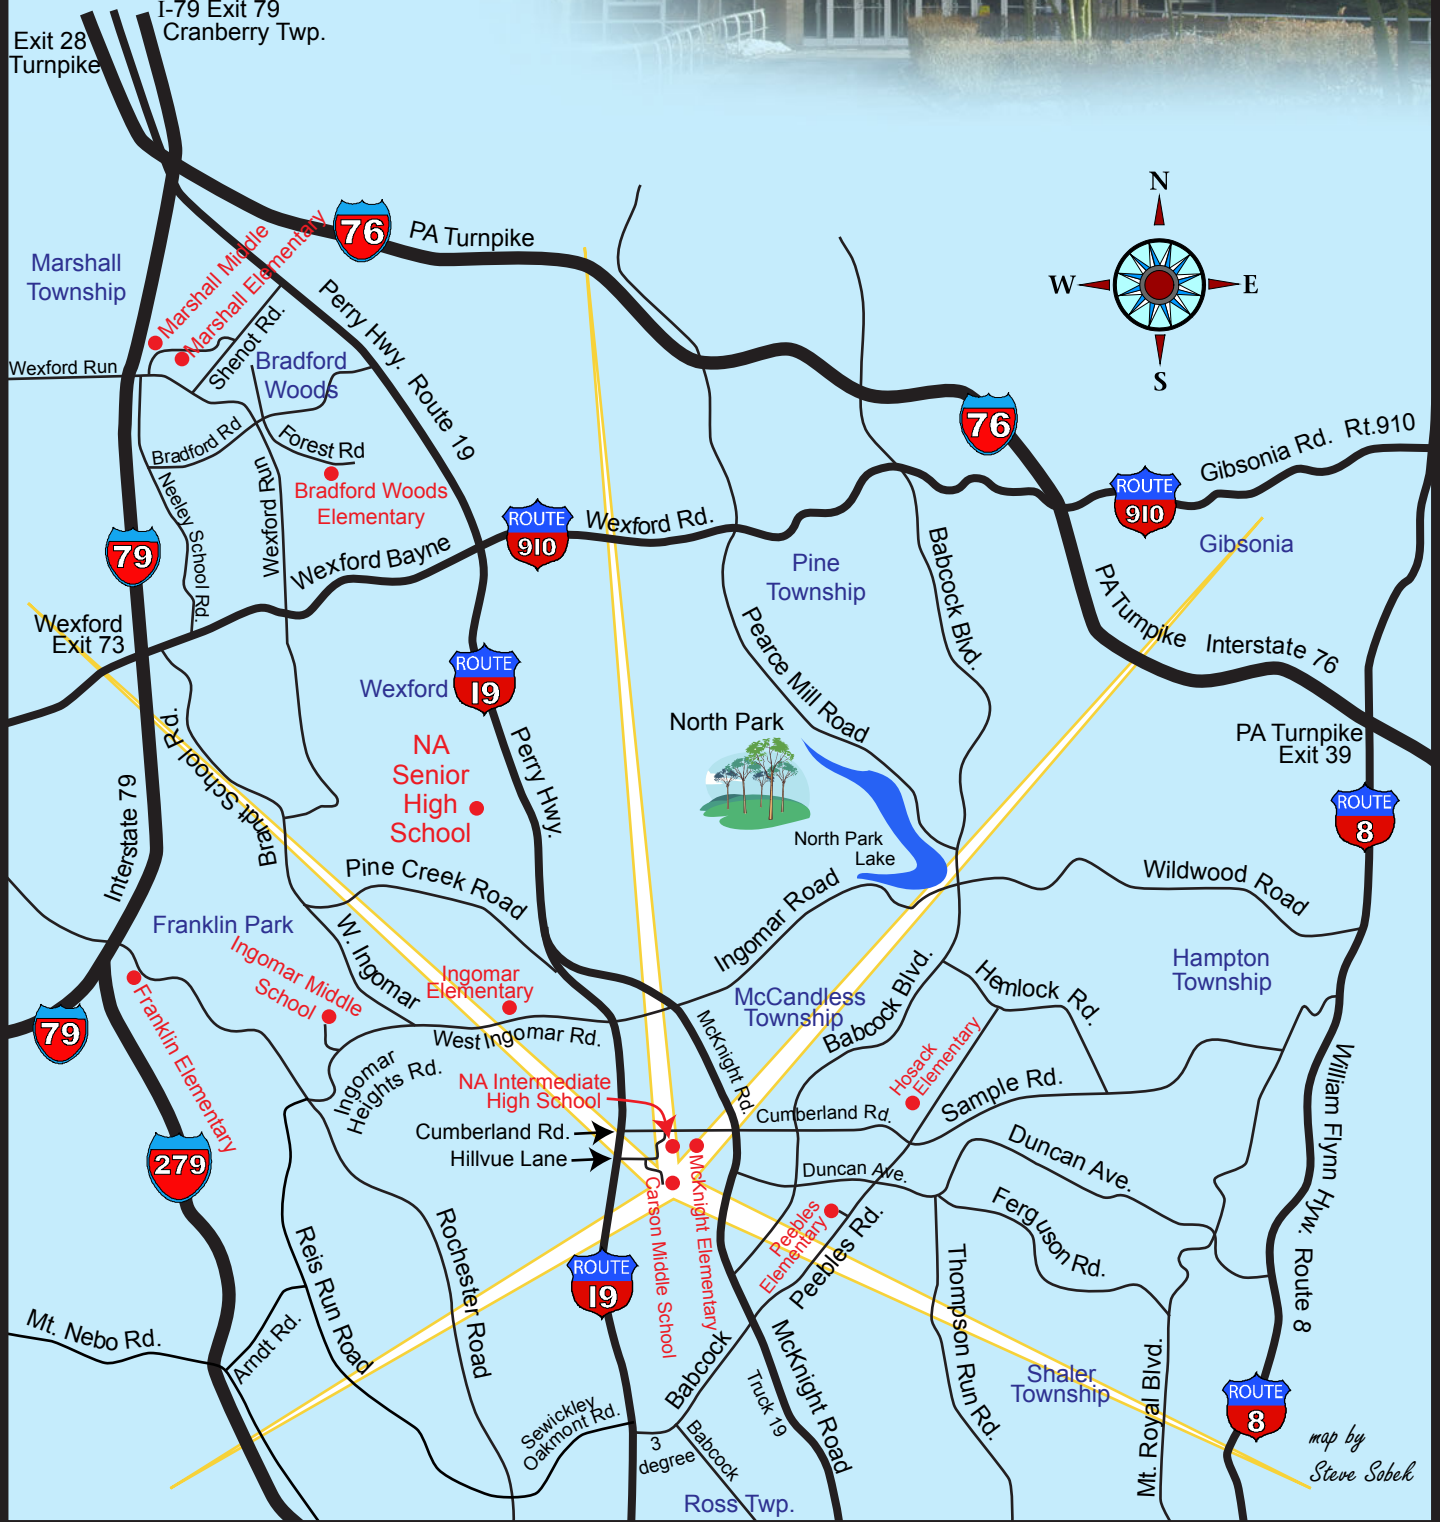 I-79 Exit 79
Cranberry Twp.
Exit 28
Turnpike
N
W
E
S
76
PA Turnpike
Marshall
Township
Marshall Middle
Marshall Elementary
Perry Hwy. Route 19
Shenot Rd.
Wexford Run
Bradford
Woods
Bradford Rd
Forest Rd
Bradford Woods
Elementary
Neeley School Rd.
Wexford Run
76
Gibsonia Rd. Rt.910
ROUTE
910
Gibsonia
79
Wexford Bayne
ROUTE
910
Wexford Rd.
Pine
Township
Babcock Blvd.
PA Turnpike
Interstate 76
Wexford
Exit 73
Wexford
ROUTE
19
Pearce Mill Road
North Park
PA Turnpike
Exit 39
Brandt School Rd.
NA
Senior
High
School
Perry Hwy.
North Park
Lake
ROUTE
8
Interstate 79
Pine Creek Road
Ingomar Road
Wildwood Road
Franklin Park
W. Ingomar
Ingomar Middle
School
Ingomar
Elementary
Hampton
Township
McCandless
Township
Babcock Blvd.
Hemlock Rd.
79
Franklin Elementary
West Ingomar Rd.
McKnight Rd.
Ingomar
Heights Rd.
Hosack
Elementary
Sample Rd.
William Flynn Hyw. Route 8
NA Intermediate
High School
Cumberland Rd.
Cumberland Rd.
Hillvue Lane
279
Duncan Ave.
Duncan Ave.
Carson Middle School
McKnight Elementary
Peebles
Elementary
Peebles Rd.
Ferguson Rd.
Rochester Road
Reis Run Road
ROUTE
19
Thompson Run Rd.
Mt. Nebo Rd.
Arndt Rd.
Babcock
McKnight Road
Truck 19
Shaler
Township
Mt. Royal Blvd.
ROUTE
8
Sewickley
Oakmont Rd.
3
degree
Babcock
Ross Twp.
map by
Steve Sobek